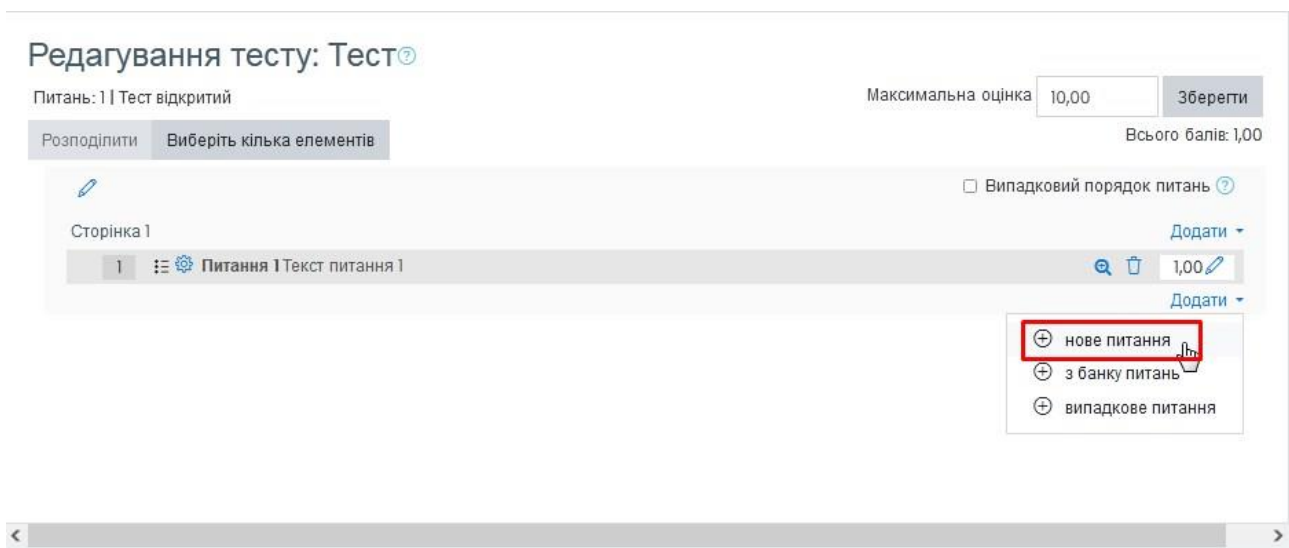 Редагування тесту: Тест?
Питань: 1 | Тест відкритий
Максимальна оцінка 10,00 Зберегти
Розподілити Виберіть кілька елементів
Всього балів: 1,00
Випадковий порядок питань ?
Сторінка 1
Додати
1 Питання 1 Текст питання 1 1,00
Додати
нове питання
з банку питань
випадкове питання